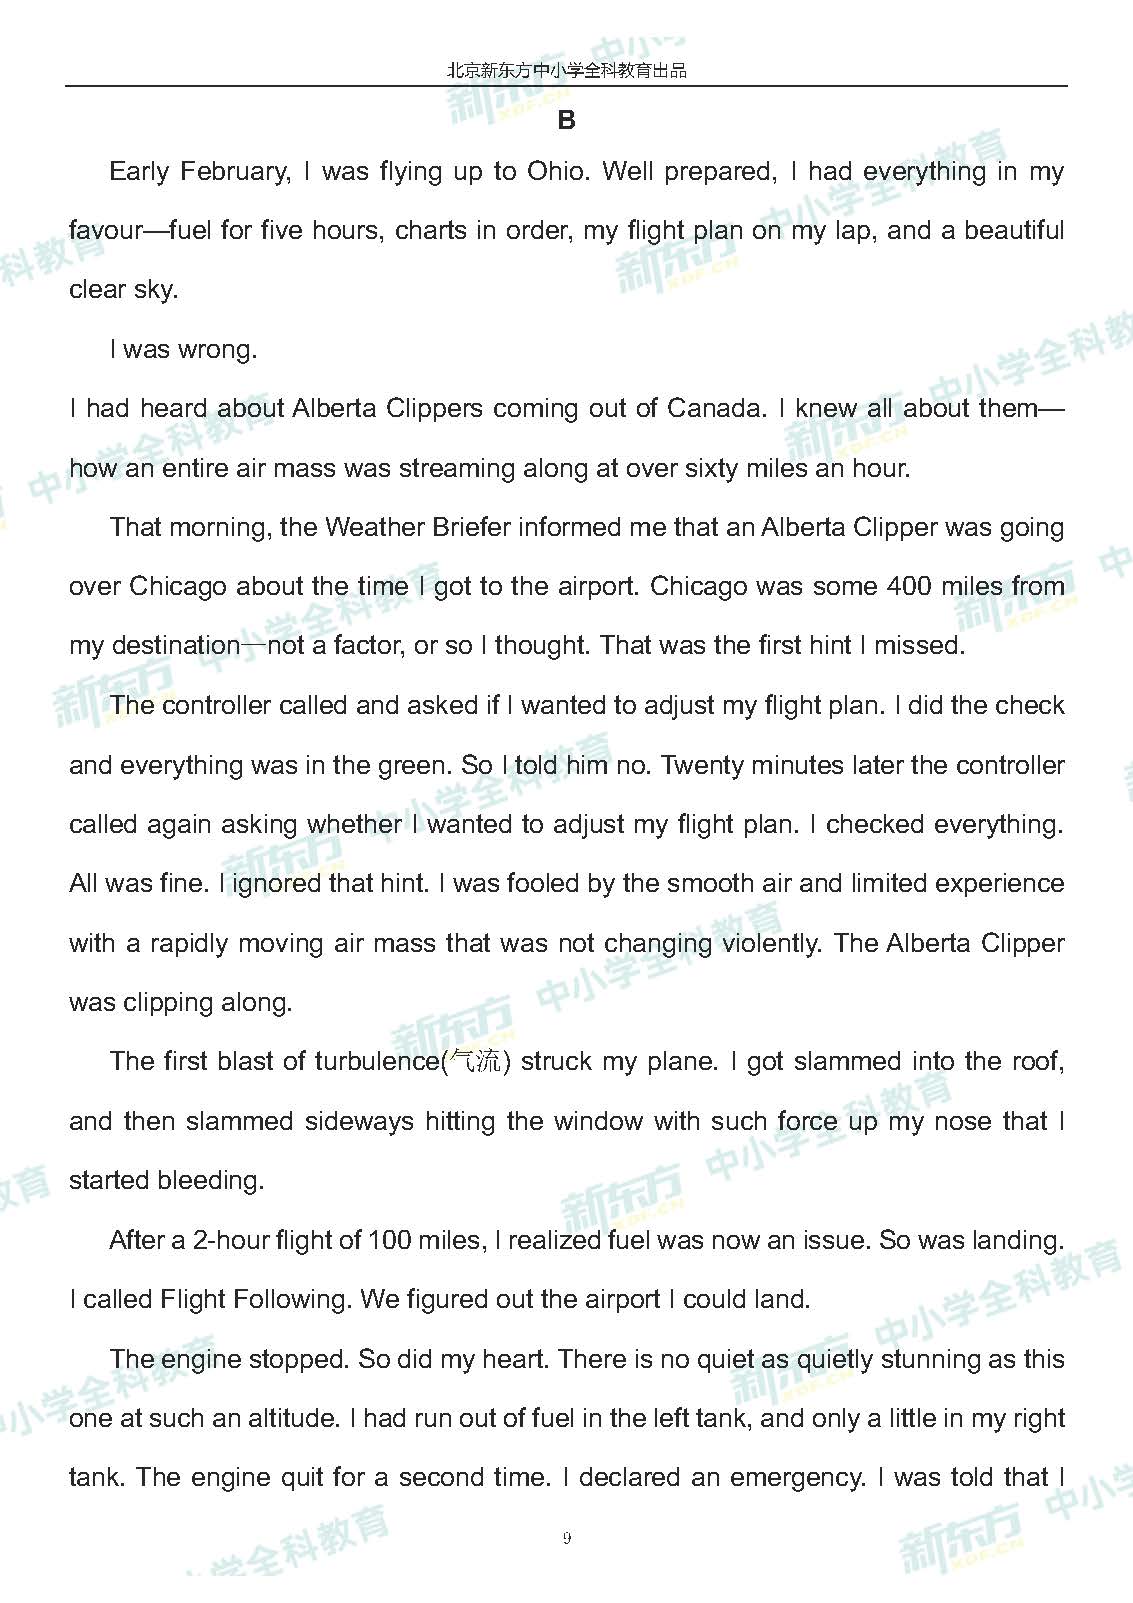 北京新东方中小学全科教育出品
B
Early February, I was flying up to Ohio. Well prepared, I had everything in my
favour—fuel for five hours, charts in order, my flight plan on my lap, and a beautiful
clear sky.
I was wrong.
I had heard about Alberta Clippers coming out of Canada. I knew all about them—
how an entire air mass was streaming along at over sixty miles an hour.
That morning, the Weather Briefer informed me that an Alberta Clipper was going
over Chicago about the time I got to the airport. Chicago was some 400 miles from
my destination—not a factor, or so I thought. That was the first hint I missed.
The controller called and asked if I wanted to adjust my flight plan. I did the check
and everything was in the green. So I told him no. Twenty minutes later the controller
called again asking whether I wanted to adjust my flight plan. I checked everything.
All was fine. I ignored that hint. I was fooled by the smooth air and limited experience
with a rapidly moving air mass that was not changing violently. The Alberta Clipper
was clipping along.
The first blast of turbulence(气流) struck my plane. I got slammed into the roof,
and then slammed sideways hitting the window with such force up my nose that I
started bleeding.
After a 2-hour flight of 100 miles, I realized fuel was now an issue. So was landing.
I called Flight Following. We figured out the airport I could land.
The engine stopped. So did my heart. There is no quiet as quietly stunning as this
one at such an altitude. I had run out of fuel in the left tank, and only a little in my right
tank. The engine quit for a second time. I declared an emergency. I was told that I
9
新东方 XDF.CN 中小学全科教育